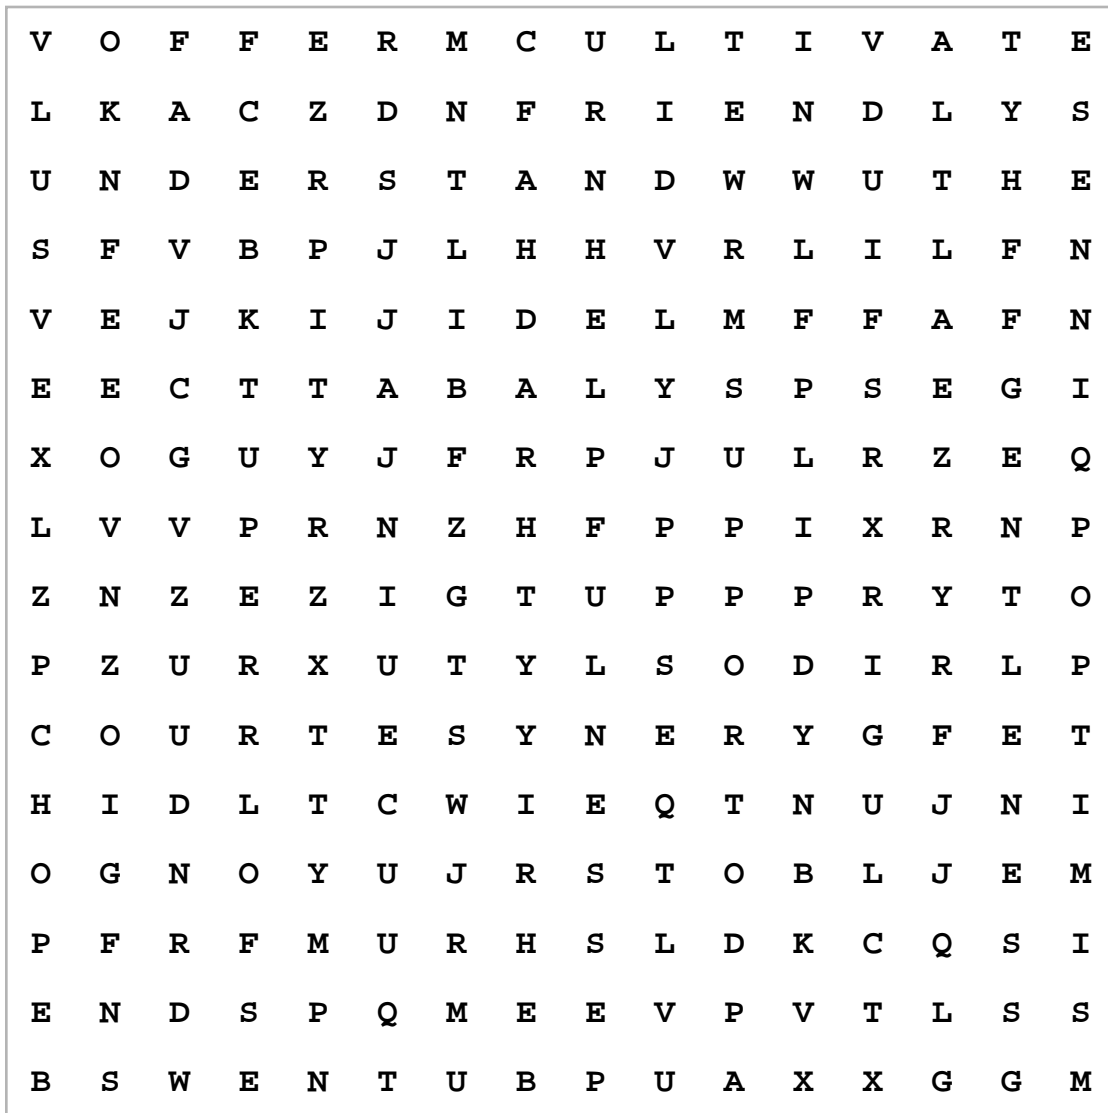 V O F F E R M C U L T I V A T E
L K A C Z D N F R I E N D L Y S
U N D E R S T A N D W W U T H E
S F V B P J L H H V R L I L F N
V E J K I J I D E L M F F A F N
E E C T T A B A L Y S P S E G I
X O G U Y J F R P J U L R Z E Q
L V V P R N Z H F P P I X R N P
Z N Z E Z I G T U P P P R Y T O
P Z U R X U T Y L S O D I R L P
C O U R T E S Y N E R Y G F E T
H I D L T C W I E Q T N U J N I
O G N O Y U J R S T O B L J E M
P F R F M U R H S L D K C Q S I
E N D S P Q M E E V P V T L S S
B S W E N T U B P U A X X G G M